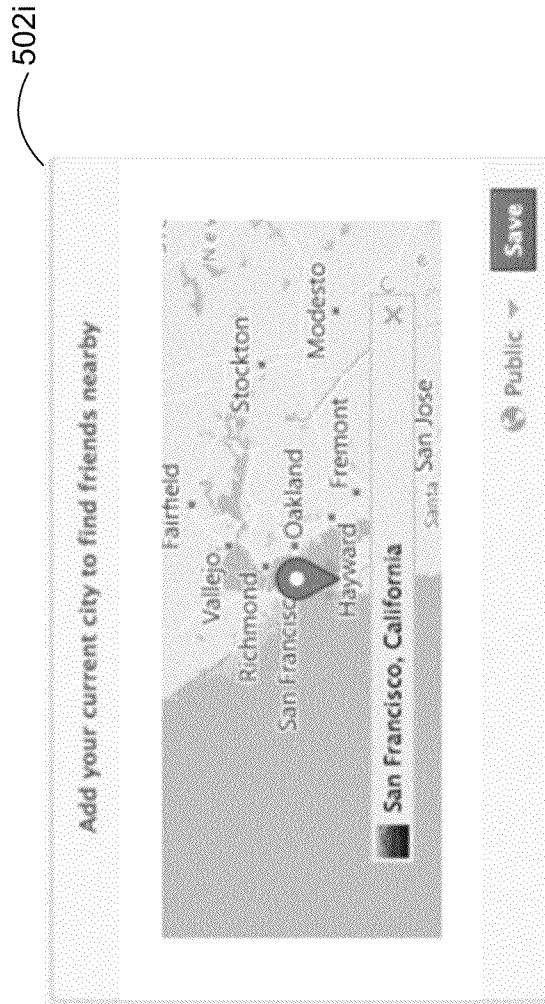 502i
Add your current city to find friends nearby
Fairfield
Vallejo
Richmond
Stockton
San Francisc
Oakland
Modesto
Hayward
Fremont
San Francisco, California
Santa
San Jose
Public
Save